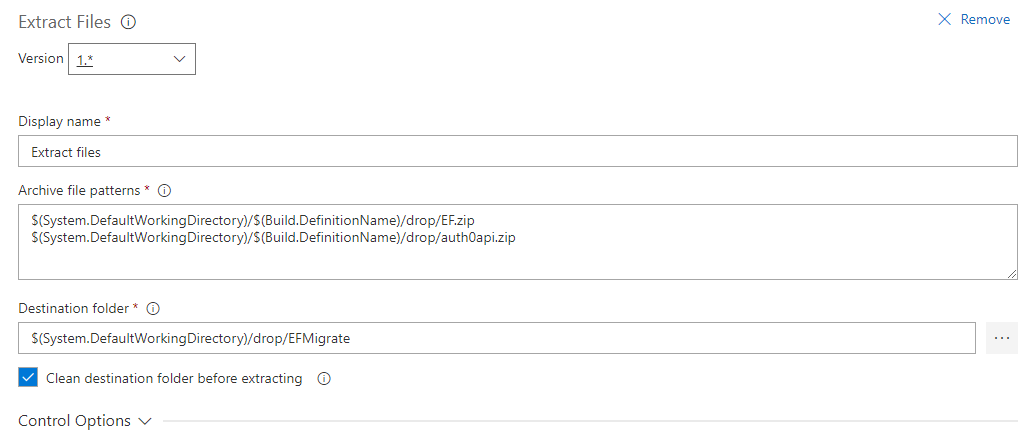 Extract Files
Remove
Version 1.*
Display name *
Extract files
Archive file patterns *
$(System.DefaultWorkingDirectory)/$(Build.DefinitionName)/drop/EF.zip
$(System.DefaultWorkingDirectory)/$(Build.DefinitionName)/drop/auth0api.zip
Destination folder *
$(System.DefaultWorkingDirectory)/drop/EFMigrate
Clean destination folder before extracting
Control Options